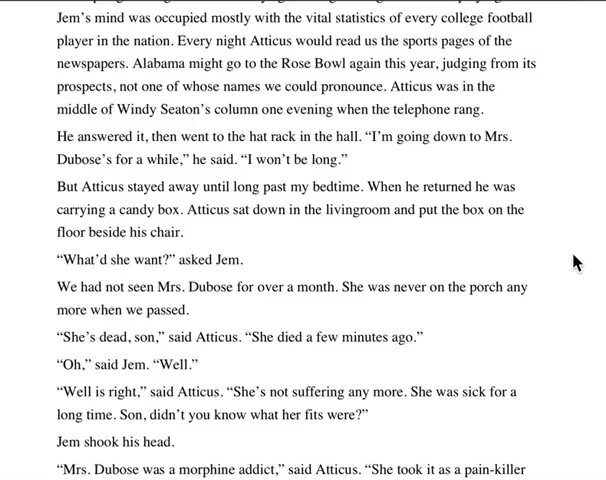 Jem’s mind was occupied mostly with the vital statistics of every college football
player in the nation. Every night Atticus would read us the sports pages of the
newspapers. Alabama might go to the Rose Bowl again this year, judging from its
prospects, not one of whose names we could pronounce. Atticus was in the
middle of Windy Seaton’s column one evening when the telephone rang.
He answered it, then went to the hat rack in the hall. “I’m going down to Mrs.
Dubose’s for a while,” he said. “I won’t be long.”
But Atticus stayed away until long past my bedtime. When he returned he was
carrying a candy box. Atticus sat down in the livingroom and put the box on the
floor beside his chair.
“What’d she want?” asked Jem.
We had not seen Mrs. Dubose for over a month. She was never on the porch any
more when we passed.
“She’s dead, son,” said Atticus. “She died a few minutes ago.”
“Oh,” said Jem. “Well.”
“Well is right,” said Atticus. “She’s not suffering any more. She was sick for a
long time. Son, didn’t you know what her fits were?”
Jem shook his head.
“Mrs. Dubose was a morphine addict,” said Atticus. “She took it as a pain-killer